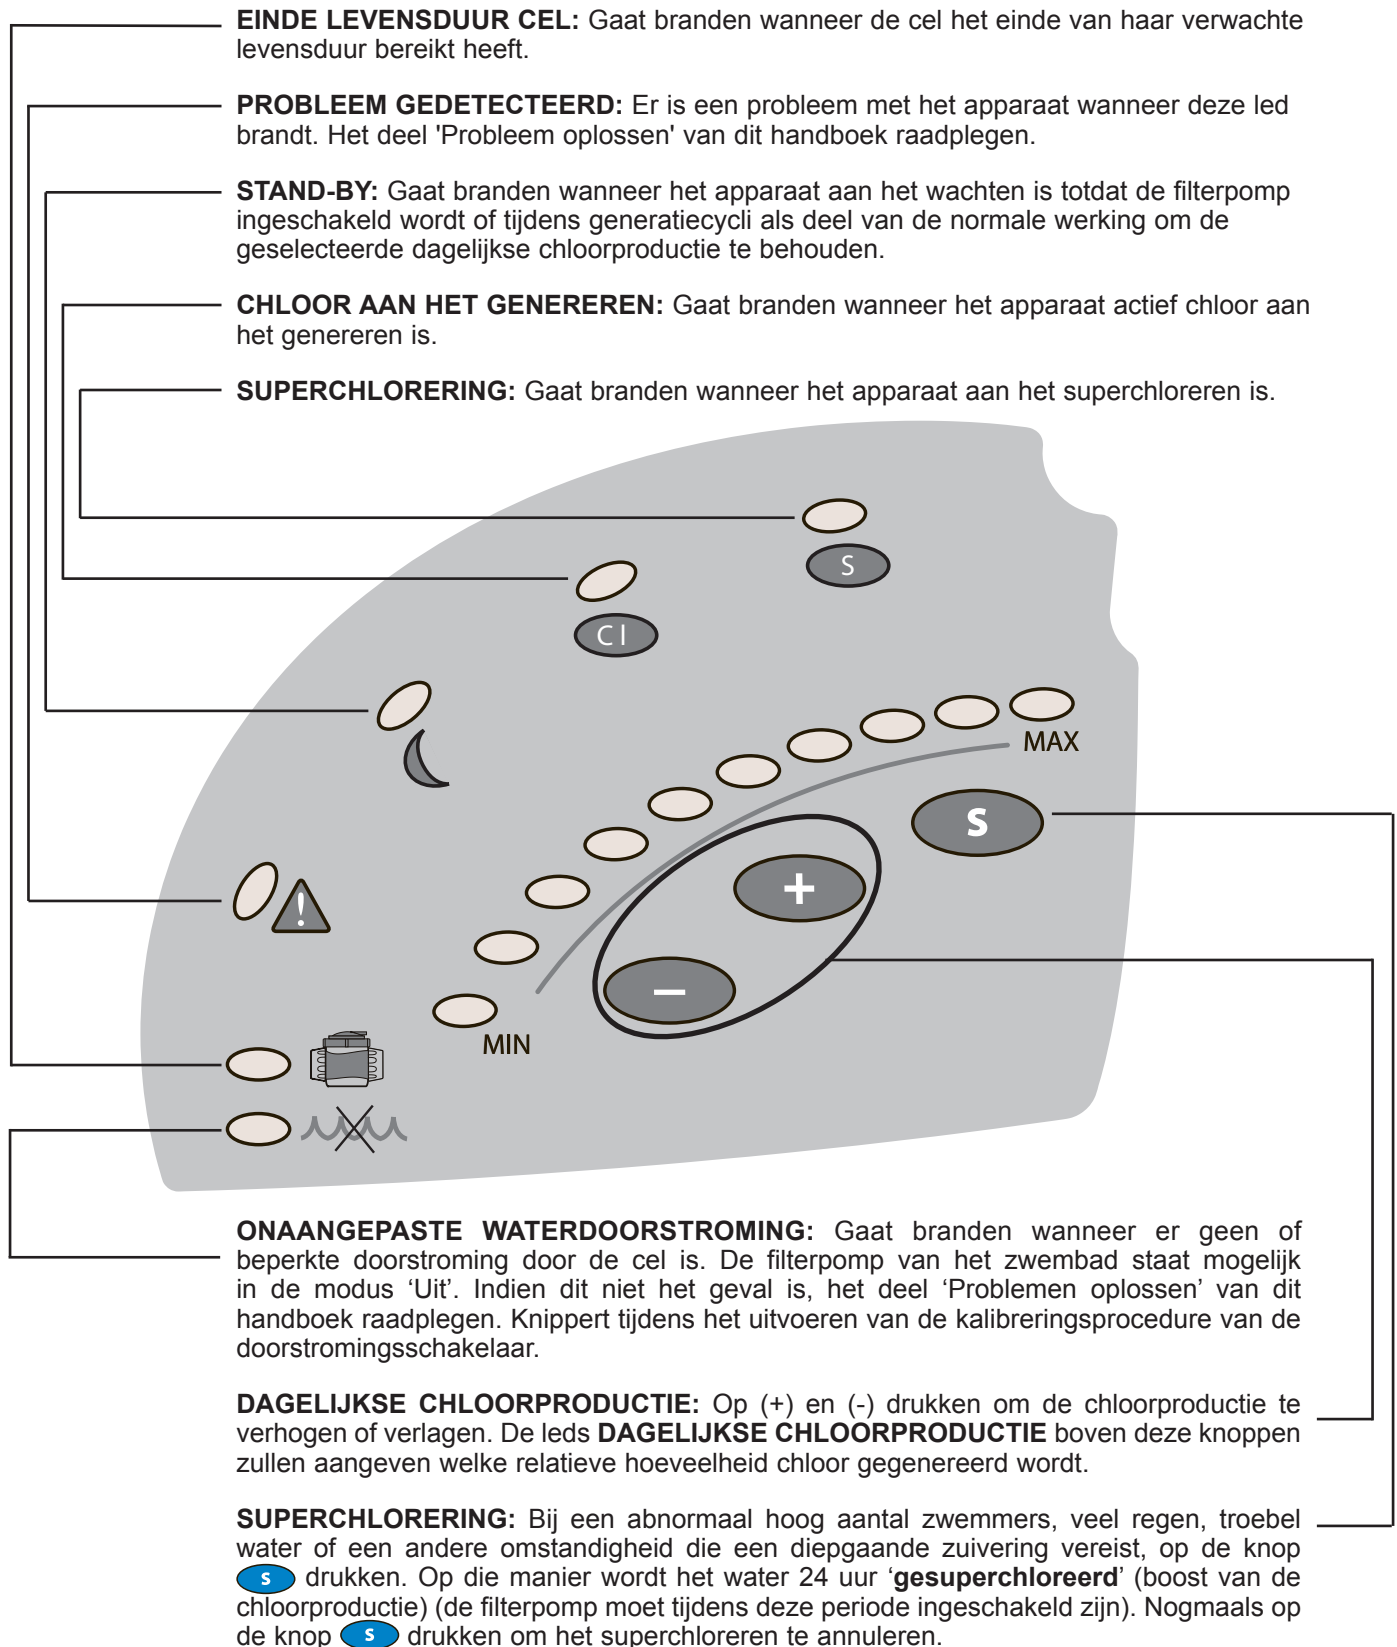 EINDE LEVENSDUUR CEL: Gaat branden wanneer de cel het einde van haar verwachte
levensduur bereikt heeft.
PROBLEEM GEDETECTEERD: Er is een probleem met het apparaat wanneer deze led
brandt. Het deel 'Probleem oplossen' van dit handboek raadplegen.
STAND-BY: Gaat branden wanneer het apparaat aan het wachten is totdat de filterpomp
ingeschakeld wordt of tijdens generatiecycli als deel van de normale werking om de
geselecteerde dagelijkse chloorproductie te behouden.
CHLOOR AAN HET GENEREREN: Gaat branden wanneer het apparaat actief chloor aan
het genereren is.
SUPERCHLORERING: Gaat branden wanneer het apparaat aan het superchloreren is.
S
Cl
MAX
S
+
!
–
MIN
ONAANGEPASTE WATERDOORSTROMING: Gaat branden wanneer er geen of
beperkte doorstroming door de cel is. De filterpomp van het zwembad staat mogelijk
in de modus ‘Uit’. Indien dit niet het geval is, het deel ‘Problemen oplossen’ van dit
handboek raadplegen. Knippert tijdens het uitvoeren van de kalibreringsprocedure van de
doorstromingsschakelaar.
DAGELIJKSE CHLOORPRODUCTIE: Op (+) en (-) drukken om de chloorproductie te
verhogen of verlagen. De leds DAGELIJKSE CHLOORPRODUCTIE boven deze knoppen
zullen aangeven welke relatieve hoeveelheid chloor gegenereerd wordt.
SUPERCHLORERING: Bij een abnormaal hoog aantal zwemmers, veel regen, troebel
water of een andere omstandigheid die een diepgaande zuivering vereist, op de knop
S drukken. Op die manier wordt het water 24 uur ‘gesuperchloreerd’ (boost van de
chloorproductie) (de filterpomp moet tijdens deze periode ingeschakeld zijn). Nogmaals op
de knop S drukken om het superchloreren te annuleren.